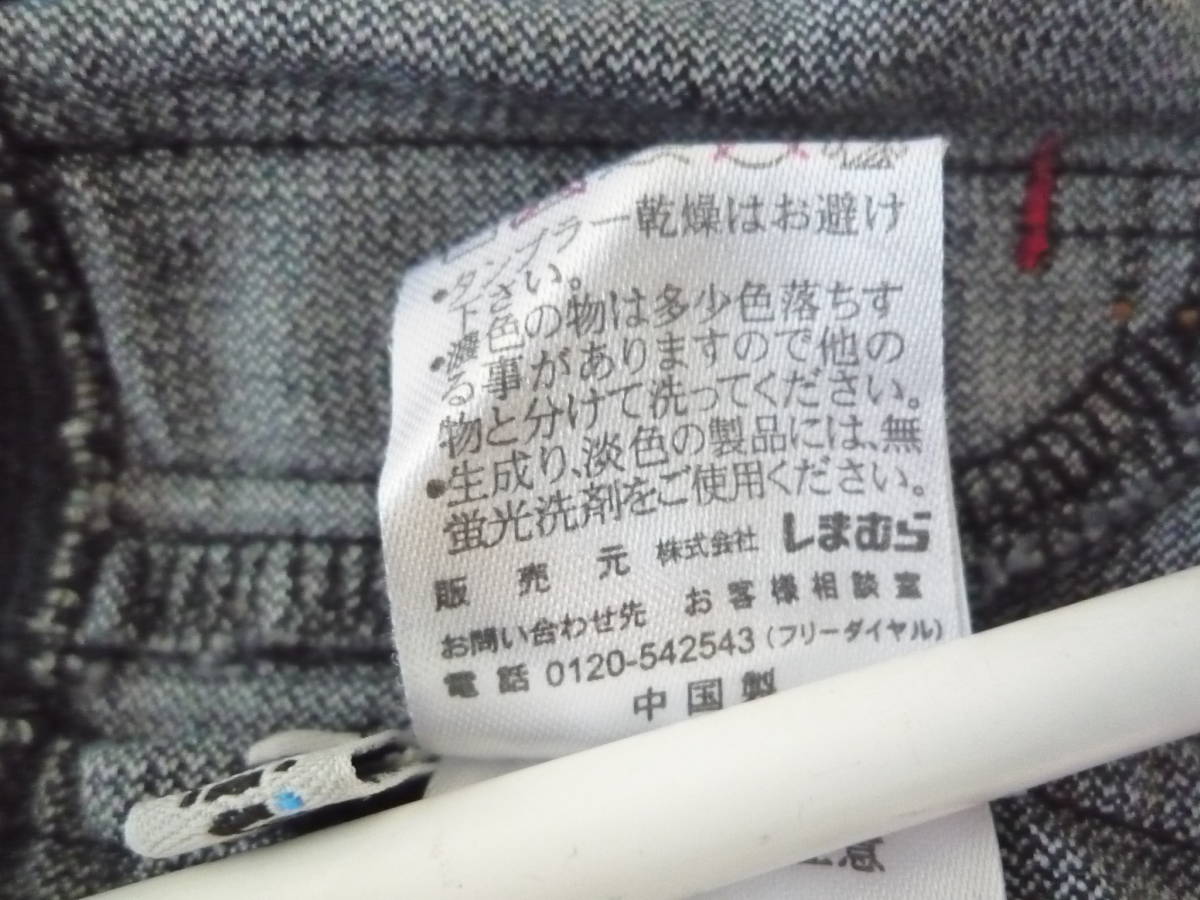 ・タンブラー乾燥はお避け
下さい。
・濃色の物は多少色落ちす
る事がありますので他の
物と分けて洗ってください。
・生成り、淡色の製品には、無
蛍光洗剤をご使用ください。
販売元 株式会社 しまむら
お問い合わせ先 お客様相談室
電話 0120-542543 (フリーダイヤル)
中国製
意